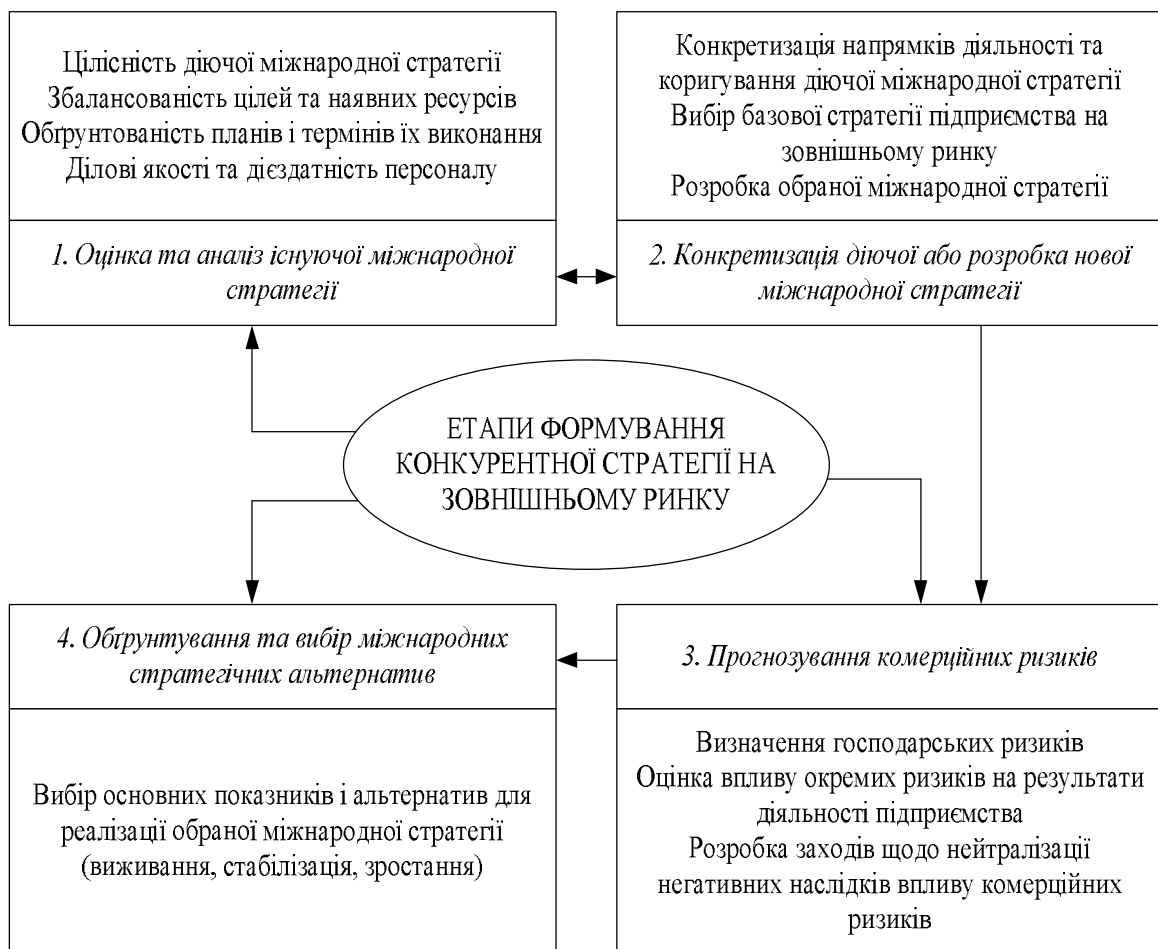 Цілісність діючої міжнародної стратегії
Збалансованість цілей та наявних ресурсів
Обґрунтованість планів і термінів їх виконання
Ділові якості та дієздатність персоналу
1. Оцінка та аналіз існуючої міжнародної
стратегії
Конкретизація напрямків діяльності та
коригування діючої міжнародної стратегії
Вибір базової стратегії підприємства на
зовнішньому ринку
Розробка обраної міжнародної стратегії
2. Конкретизація діючої або розробка нової
міжнародної стратегії
ЕТАПИ ФОРМУВАННЯ
КОНКУРЕНТНОЇ СТРАТЕГІЇ НА
ЗОВНІШНЬОМУ РИНКУ
3. Прогнозування комерційних ризиків
Визначення господарських ризиків
Оцінка впливу окремих ризиків на результати
діяльності підприємства
Розробка заходів щодо нейтралізації
негативних наслідків впливу комерційних
ризиків
4. Обґрунтування та вибір міжнародних
стратегічних альтернатив
Вибір основних показників і альтернатив для
реалізації обраної міжнародної стратегії
(виживання, стабілізація, зростання)